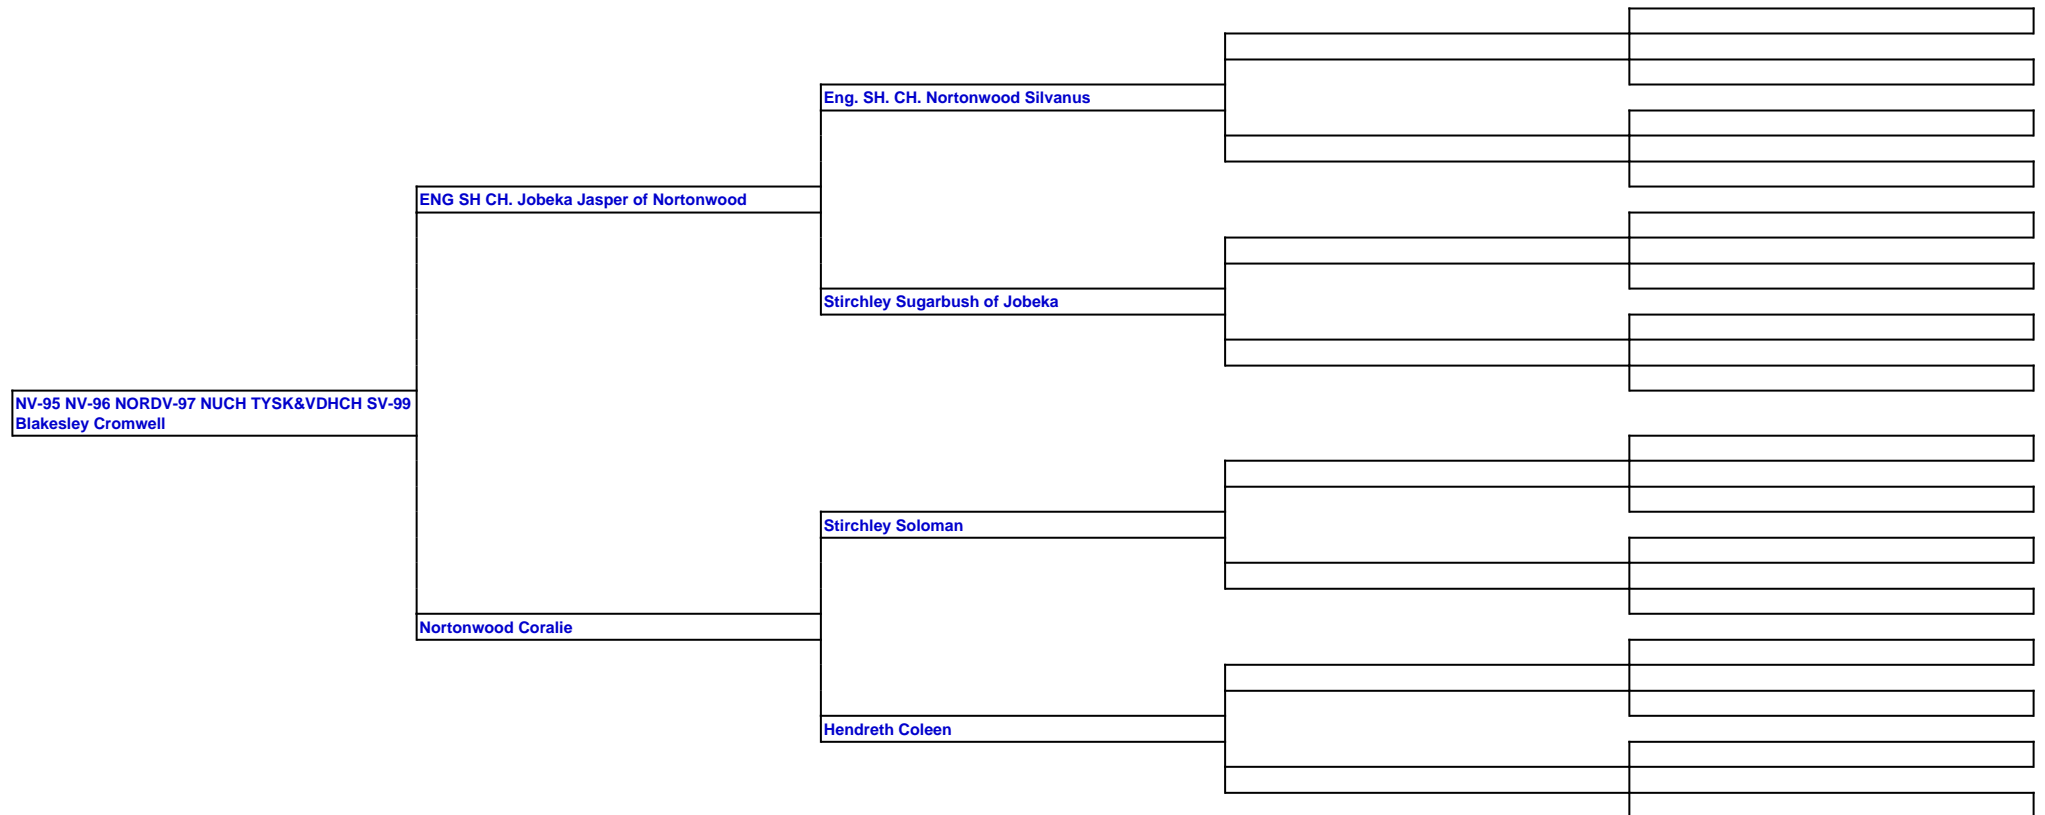 Eng. SH. CH. Nortonwood Silvanus
ENG SH CH. Jobeka Jasper of Nortonwood
Stirchley Sugarbush of Jobeka
NV-95 NV-96 NORDV-97 NUCH TYSK&VDHCH SV-99
Blakesley Cromwell
Stirchley Soloman
Nortonwood Coralie
Hendreth Coleen